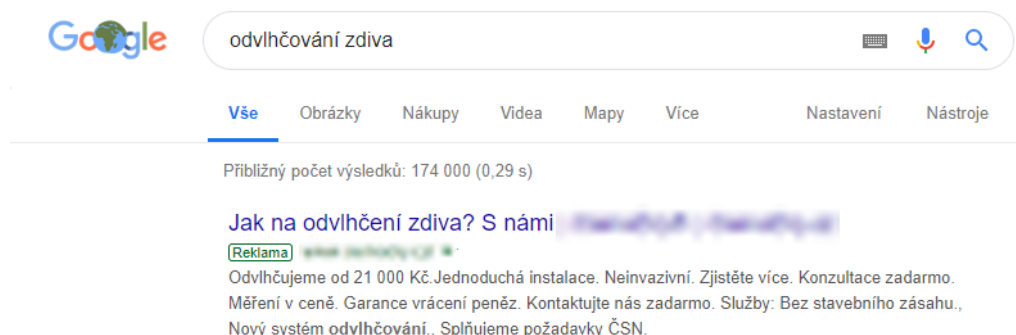 Google
odvlhčování zdiva
Vše Obrázky Nákupy Videa Mapy Více Nastavení Nástroje
Přibližný počet výsledků: 174 000 (0,29 s)
Jak na odvlhčení zdiva? S námi
Reklama
Odvlhčujeme od 21 000 Kč.Jednoduchá instalace. Neinvazivní. Zjistěte více. Konzultace zadarmo.
Měření v ceně. Garance vrácení peněz. Kontaktujte nás zadarmo. Služby: Bez stavebního zásahu.,
Nový systém odvlhčování., Splňujeme požadavky ČSN.